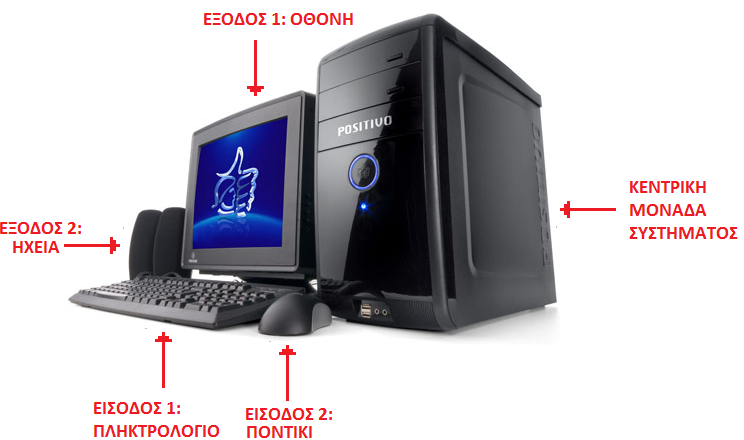 ΕΞΟΔΟΣ 1: ΟΘΟΝΗ
POSITIVO
ΚΕΝΤΡΙΚΗ
ΜΟΝΑΔΑ
ΣΥΣΤΗΜΑΤΟΣ
ΕΞΟΔΟΣ 2:
ΗΧΕΙΑ
ΕΙΣΟΔΟΣ 1:
ΠΛΗΚΤΡΟΛΟΓΙΟ
ΕΙΣΟΔΟΣ 2:
ΠΟΝΤΙΚΙ